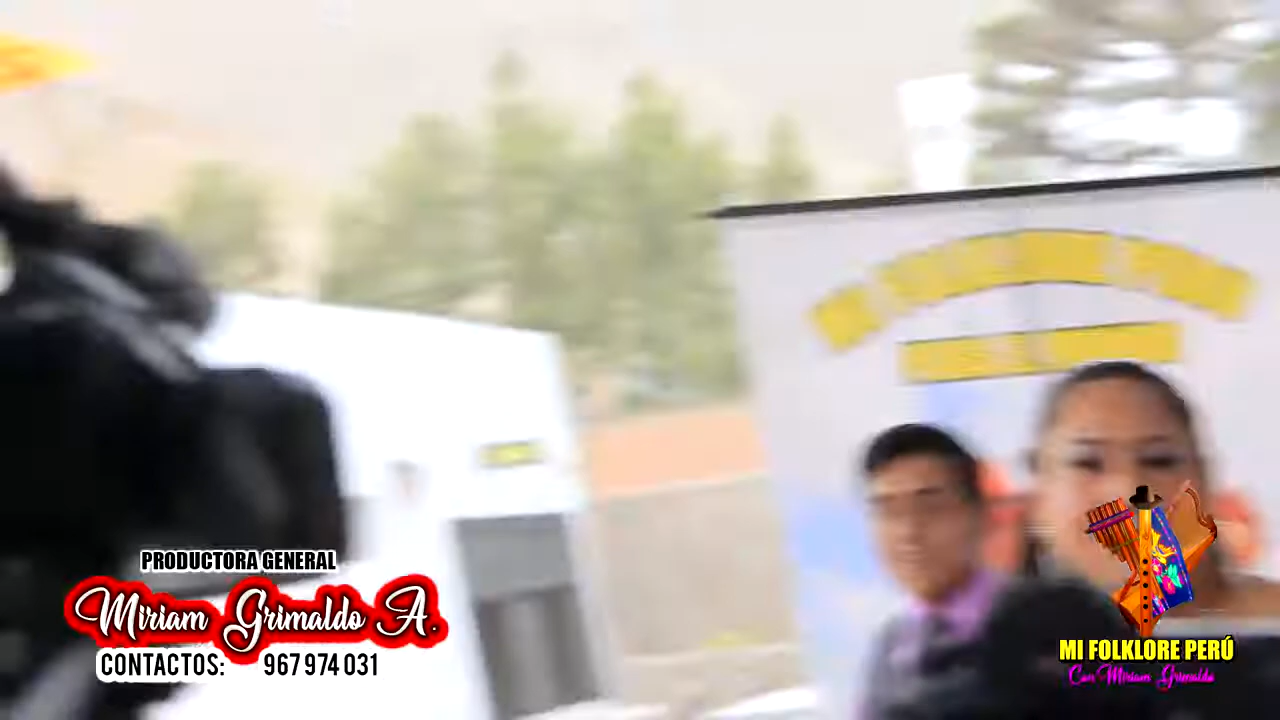 PRODUCTORA GENERAL
Miriam Grimaldo A.
CONTACTOS: 967 974 031
MI FOLKLORE PERÚ
Con Miriam Grimaldo